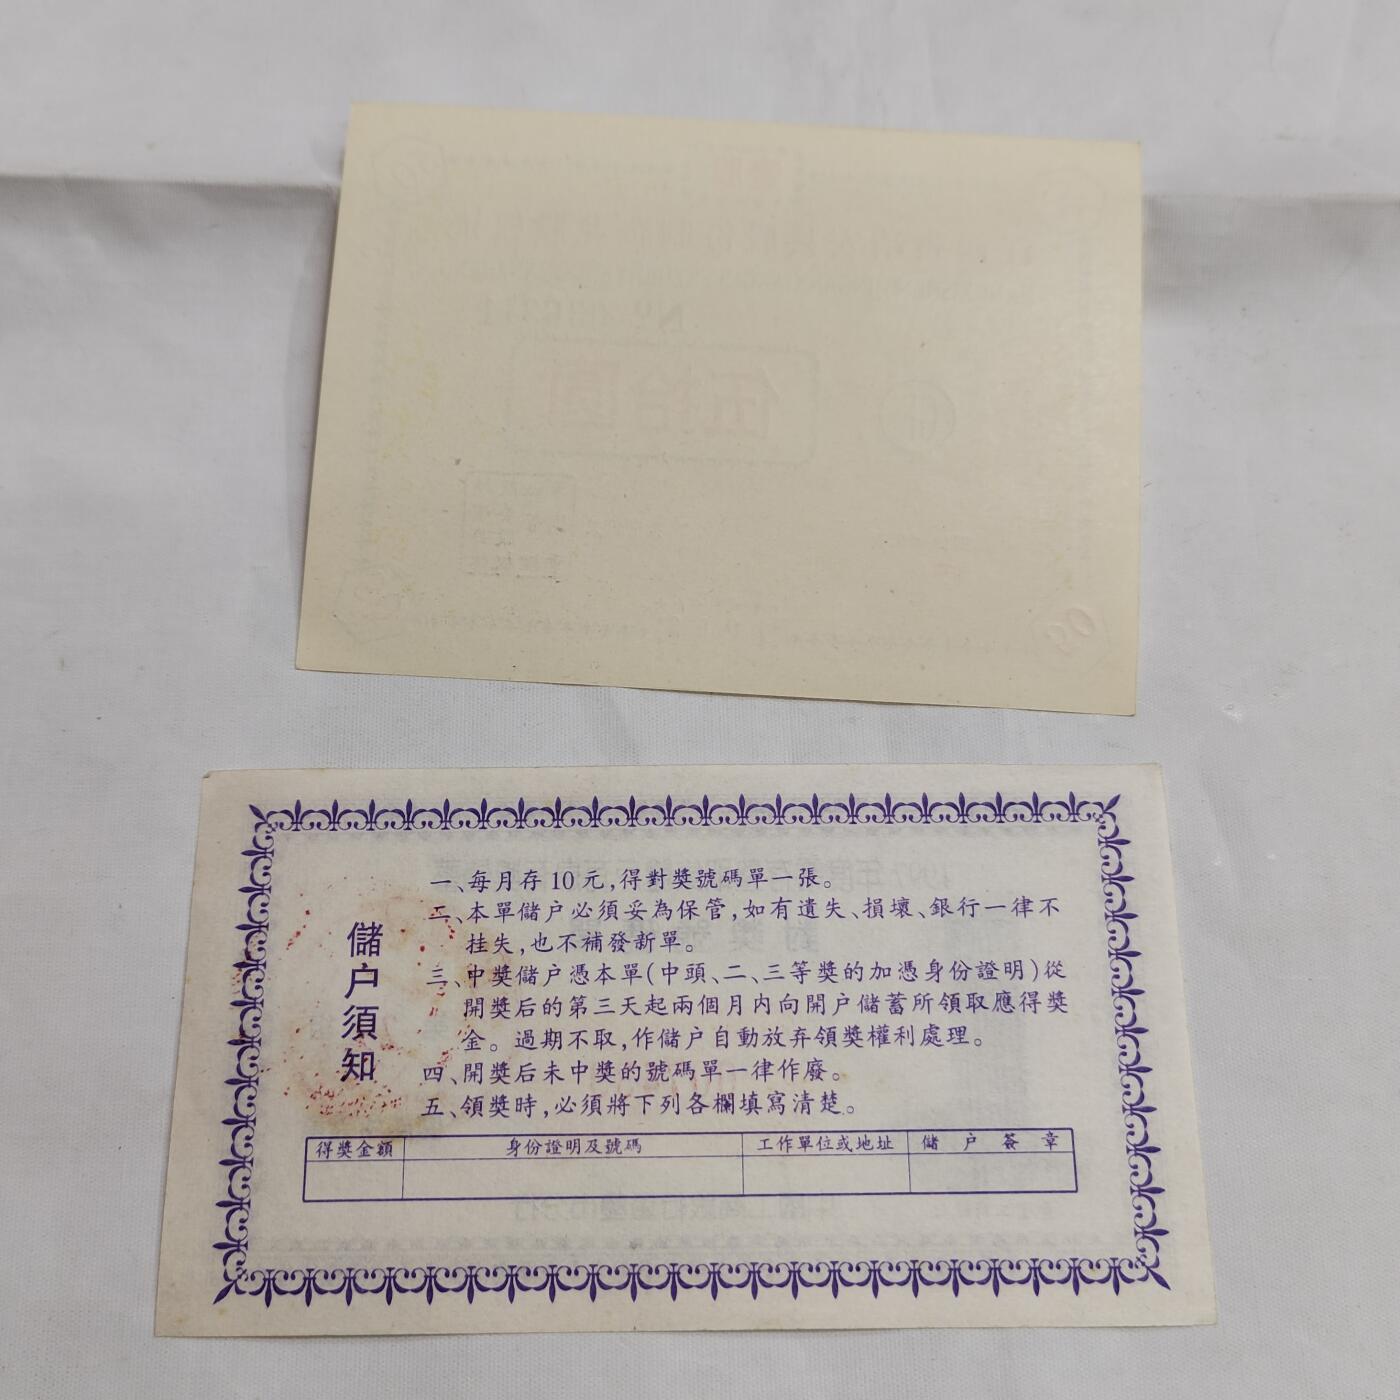 儲户須知
一、每月存10元,得對獎號碼單一張。
二、本單儲户必須妥為保管,如有遺失、損壞、銀行一律不
挂失,也不補發新單。
三、中獎儲户憑本單(中頭、二、三等獎的加憑身份證明)從
開獎后的第三天起兩個月内向開户儲蓄所領取應得獎
金。過期不取,作儲户自動放弃領獎權利處理。
四、開獎后未中獎的號碼單一律作廢。
五、領獎時,必須將下列各欄填寫清楚。
得獎金額 身份證明及號碼 工作單位或地址 儲户簽章